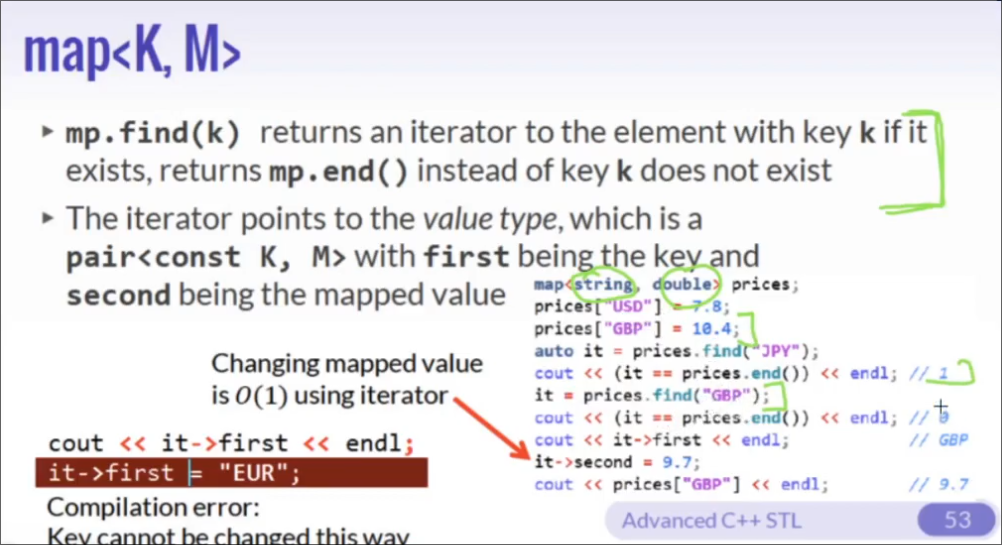 map<K, M>
▸ mp.find(k) returns an iterator to the element with key k if it
exists, returns mp.end() instead of key k does not exist
▸ The iterator points to the value type, which is a
pair<const K, M> with first being the key and
second being the mapped value
map<string, double> prices;
prices["USD"] = 7.8;
prices["GBP"] = 10.4;
auto it = prices.find("JPY");
cout << (it == prices.end()) << endl; // 1
it = prices.find("GBP");
cout << (it == prices.end()) << endl; // 0
cout << it->first << endl; // GBP
it->second = 9.7;
cout << prices["GBP"] << endl; // 9.7
Changing mapped value
is O(1) using iterator
cout << it->first << endl;
it->first = "EUR";
Compilation error:
Key cannot be changed this way
Advanced C++ STL
53